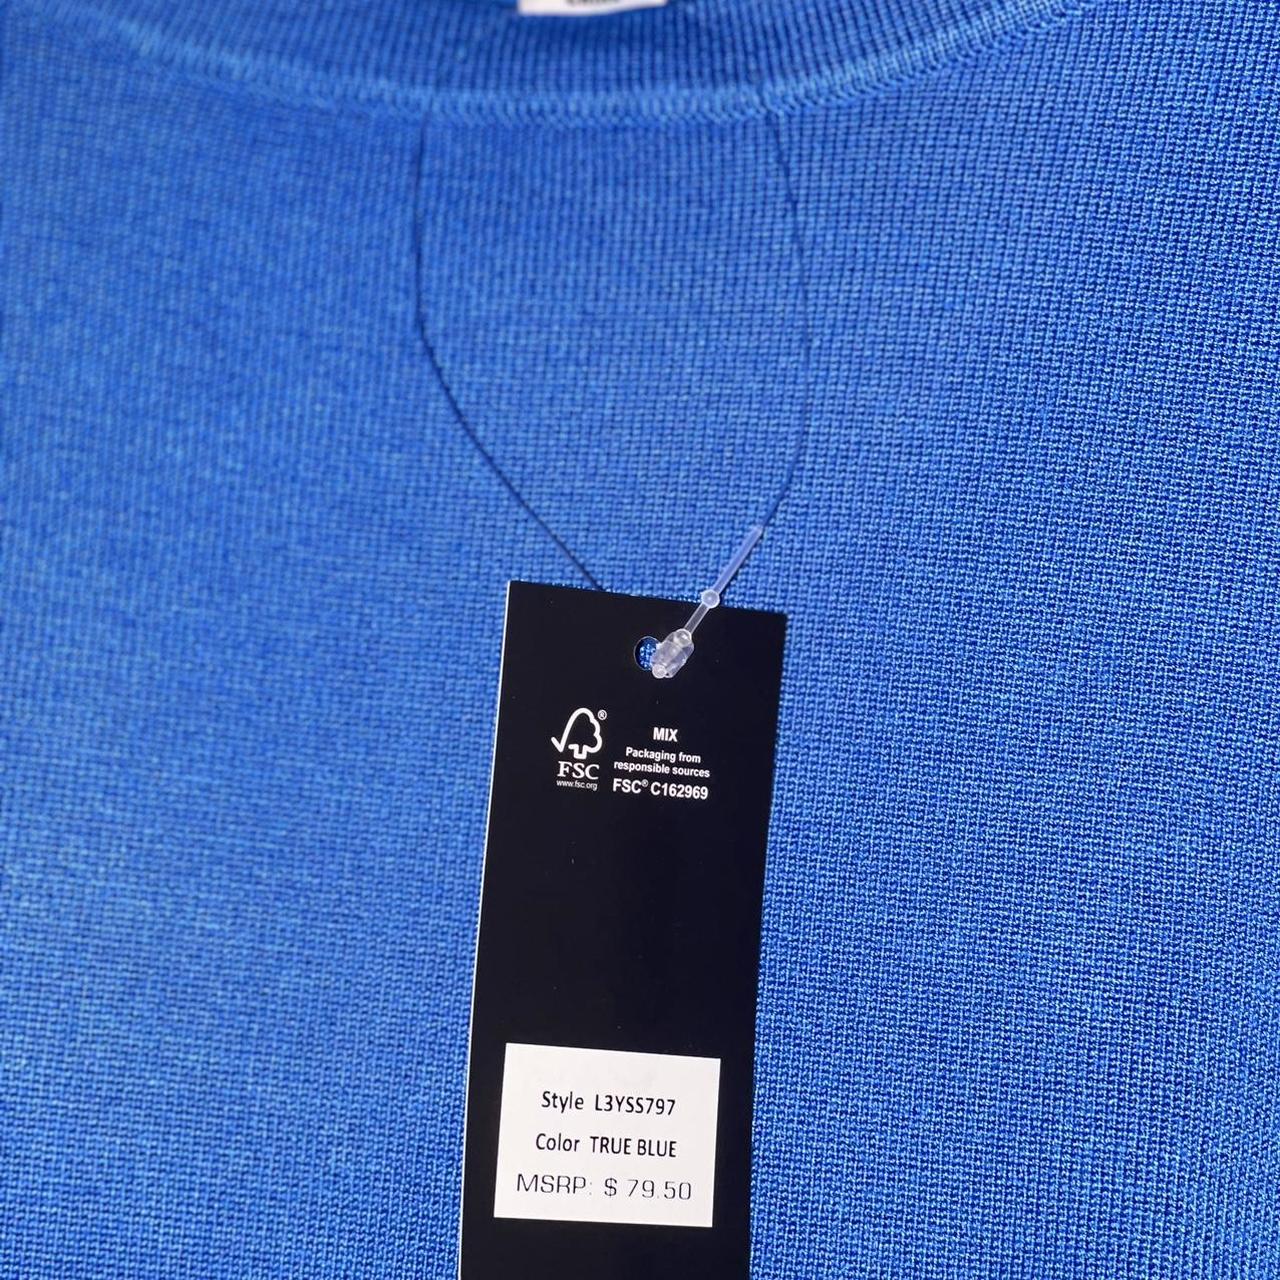 ®
FSC
www.fsc.org
MIX
Packaging from
responsible sources
FSC® C162969
Style L3YSS797
Color TRUE BLUE
MSRP: $ 79.50